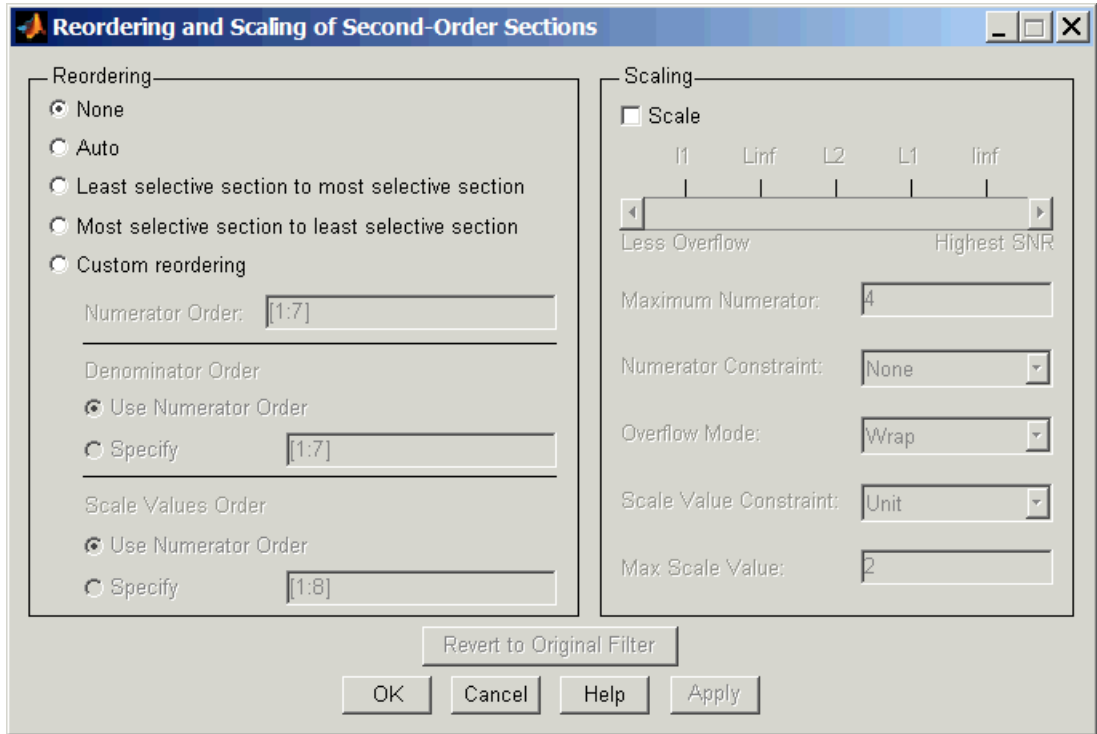 Reordering and Scaling of Second-Order Sections
Reordering
None
Auto
Least selective section to most selective section
Most selective section to least selective section
Custom reordering
Numerator Order: [1:7]
Denominator Order
Use Numerator Order
Specify [1:7]
Scale Values Order
Use Numerator Order
Specify [1:8]
Scaling
Scale
l1 Linf L2 L1 linf
Less Overflow Highest SNR
Maximum Numerator: 4
Numerator Constraint: None
Overflow Mode: Wrap
Scale Value Constraint: Unit
Max Scale Value: 2
Revert to Original Filter
OK Cancel Help Apply